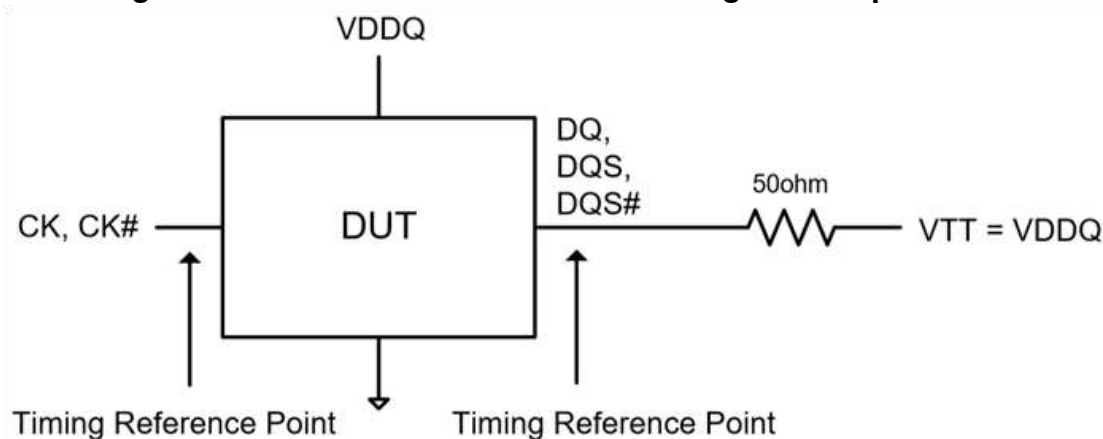 VDDQ
DQ,
DQS,
DQS#
50ohm
CK, CK#
DUT
VTT = VDDQ
Timing Reference Point
Timing Reference Point